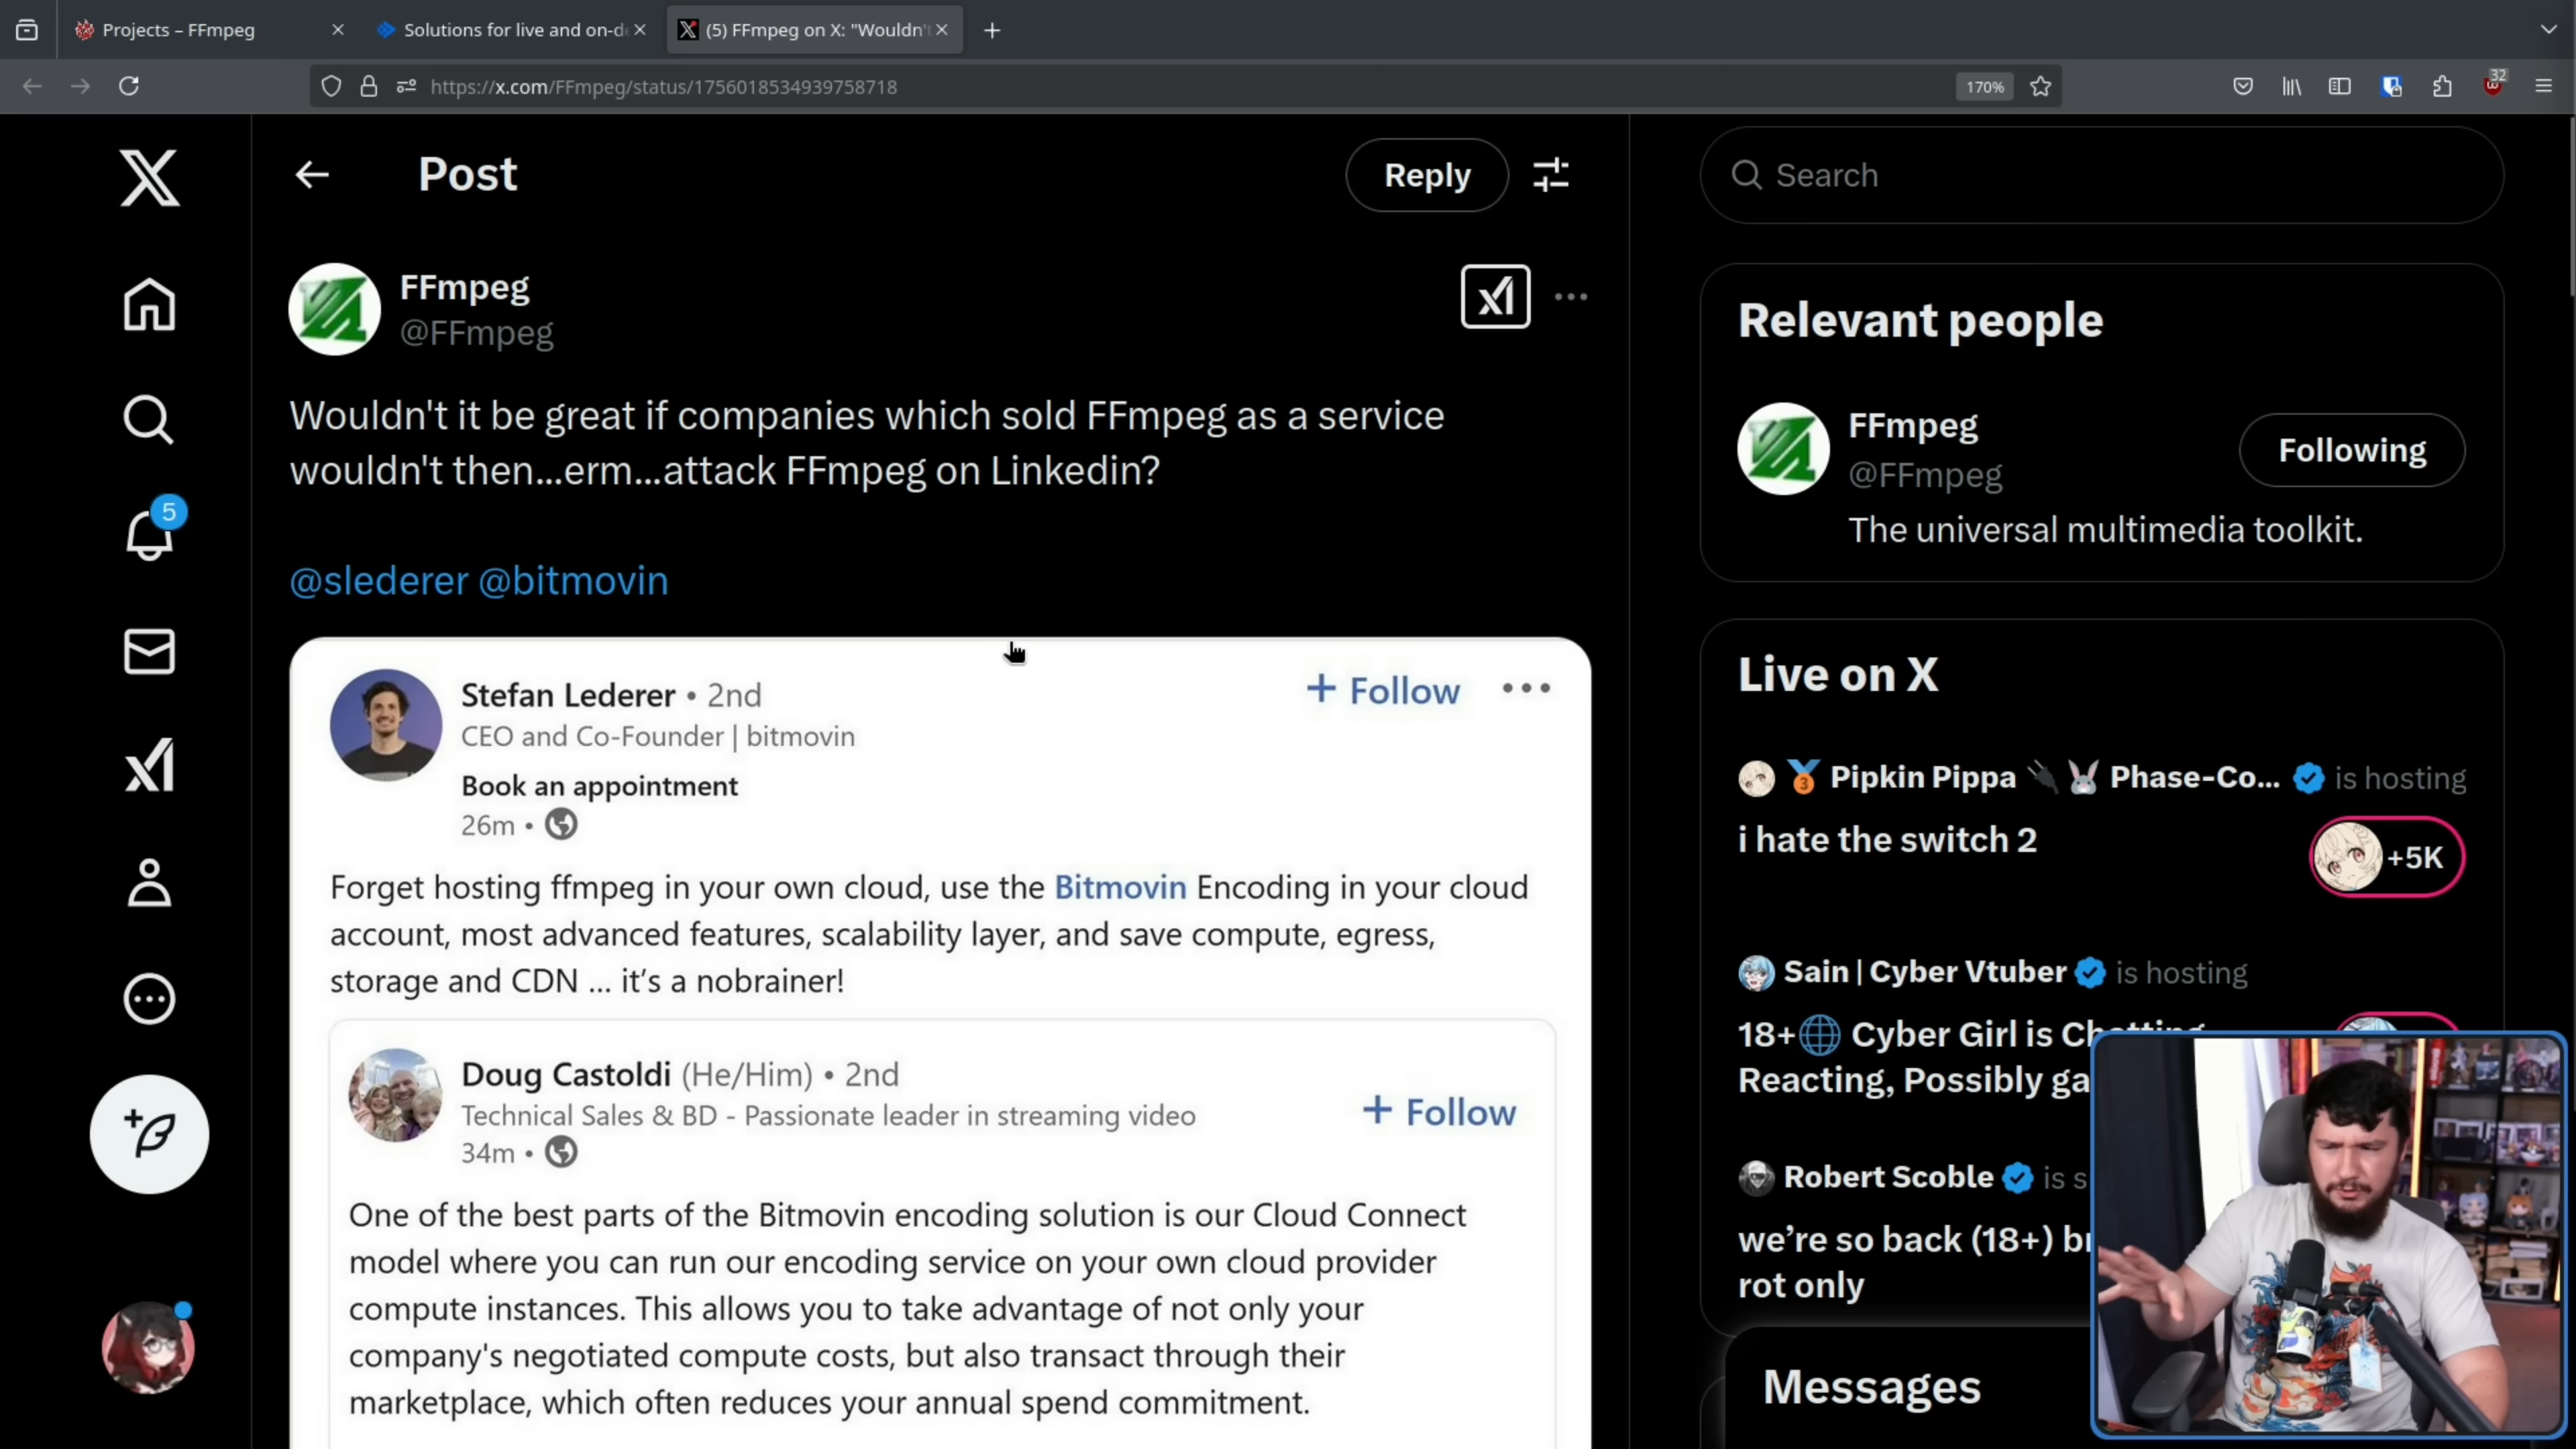 Projects – FFmpeg
Solutions for live and on-de
(5) FFmpeg on X: "Wouldn'
https://x.com/FFmpeg/status/1756018534939758718
170%
32
Post
Reply
Search
FFmpeg
@FFmpeg
Wouldn't it be great if companies which sold FFmpeg as a service
wouldn't then...erm...attack FFmpeg on Linkedin?
@slederer @bitmovin
5
Stefan Lederer • 2nd
CEO and Co-Founder | bitmovin
Book an appointment
26m •
+ Follow
Forget hosting ffmpeg in your own cloud, use the Bitmovin Encoding in your cloud
account, most advanced features, scalability layer, and save compute, egress,
storage and CDN ... it's a nobrainer!
Doug Castoldi (He/Him) • 2nd
Technical Sales & BD - Passionate leader in streaming video
34m •
+ Follow
One of the best parts of the Bitmovin encoding solution is our Cloud Connect
model where you can run our encoding service on your own cloud provider
compute instances. This allows you to take advantage of not only your
company's negotiated compute costs, but also transact through their
marketplace, which often reduces your annual spend commitment.
Relevant people
FFmpeg
@FFmpeg
Following
The universal multimedia toolkit.
Live on X
Pipkin Pippa Phase-Co... is hosting
i hate the switch 2
+5K
Sain | Cyber Vtuber is hosting
18+ Cyber Girl is Chatting
Reacting, Possibly ga
Robert Scoble is s
we're so back (18+) br
rot only
Messages